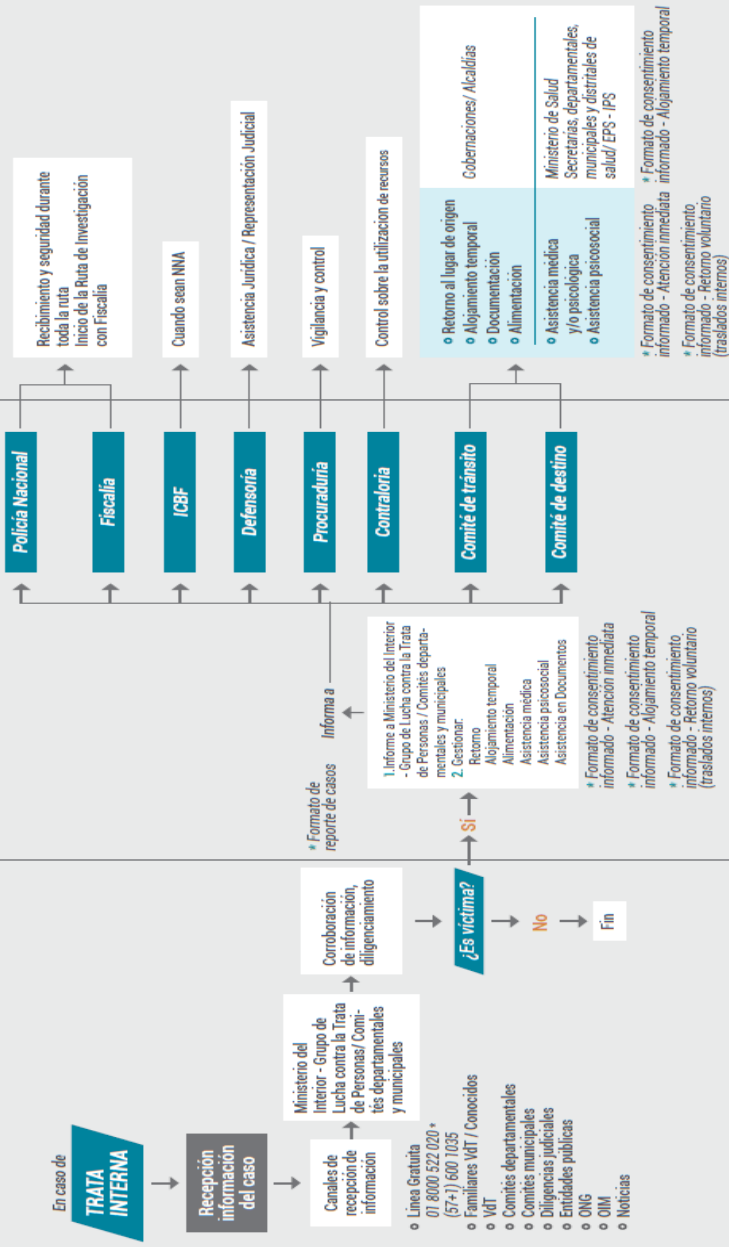 En caso de
TRATA
INTERNA
Recepción
información
del caso
Canales de
recepción de
información
o Línea Gratuita
01 8000 522 020 *
(57+1) 600 1035
o Familiares VdT / Conocidos
o VdT
o Comités departamentales
o Comités municipales
o Diligencias judiciales
o Entidades públicas
o ONG
o OIM
o Noticias
Ministerio del
Interior - Grupo de
Lucha contra la Trata
de Personas/ Comi-
tés departamentales
y municipales
Corroboración
de información,
diligenciamiento
¿Es víctima?
No
Fin
Sí
* Formato de
reporte de casos
Informa a
1. Informe a Ministerio del Interior
- Grupo de Lucha contra la Trata
de Personas / Comités departa-
mentales y municipales
2. Gestionar:
Retorno
Alojamiento temporal
Alimentación
Asistencia médica
Asistencia psicosocial
Asistencia en Documentos
* Formato de consentimiento
informado - Atención inmediata
* Formato de consentimiento
informado - Alojamiento temporal
* Formato de consentimiento
informado - Retorno voluntario
(traslados internos)
Policía Nacional
Fiscalía
Recibimiento y seguridad durante
toda la ruta
Inicio de la Ruta de Investigación
con Fiscalía
ICBF
Cuando sean NNA
Defensoría
Asistencia Jurídica / Representación Judicial
Procuraduría
Vigilancia y control
Contraloría
Control sobre la utilización de recursos
Comité de tránsito
Comité de destino
o Retorno al lugar de origen
o Alojamiento temporal
o Documentación
o Alimentación
Gobernaciones/ Alcaldías
o Asistencia médica
y/o psicológica
o Asistencia psicosocial
Ministerio de Salud
Secretarías, departamentales,
municipales y distritales de
salud/ EPS - IPS
* Formato de consentimiento
informado - Atención inmediata
* Formato de consentimiento
informado - Retorno voluntario
(traslados internos)
* Formato de consentimiento
informado - Alojamiento temporal